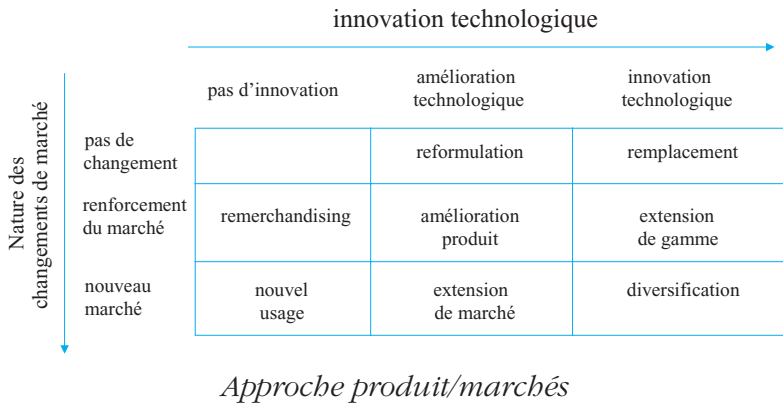 innovation technologique
pas d'innovation
amélioration
technologique
innovation
technologique
Nature des
changements de marché
pas de
changement
reformulation
remplacement
renforcement
du marché
remerchandising
amélioration
produit
extension
de gamme
nouveau
marché
nouvel
usage
extension
de marché
diversification
Approche produit/marchés